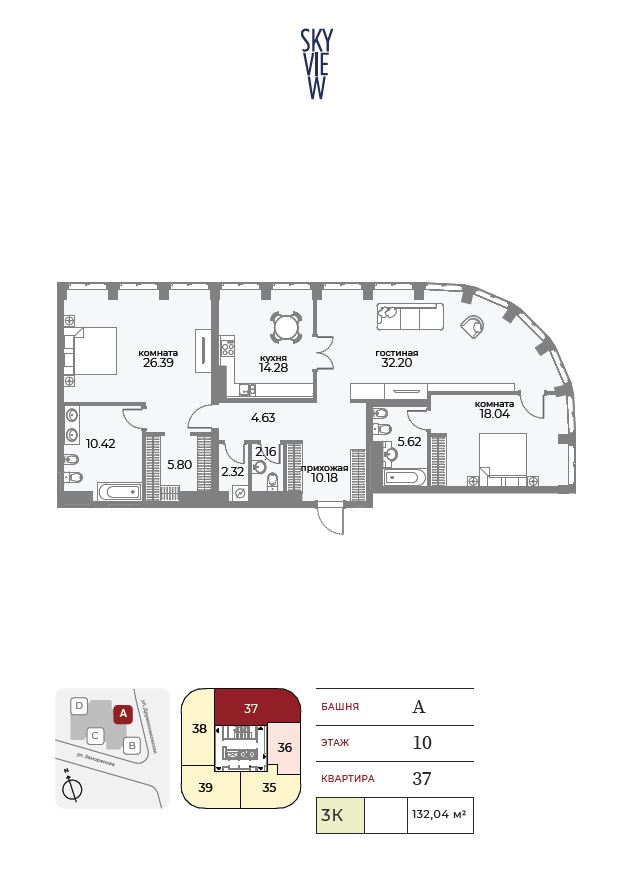 SKY
VIE
W
комната
26.39
кухня
14.28
гостиная
32.20
комната
18.04
4.63
10.42
5.80
2.32
2.16
прихожая
10.18
5.62
D
A
C
B
ул. Дружинниковская
ул. Заморенова
N
37
38
36
39
35
БАШНЯ A
ЭТАЖ 10
КВАРТИРА 37
3К 132,04 м²